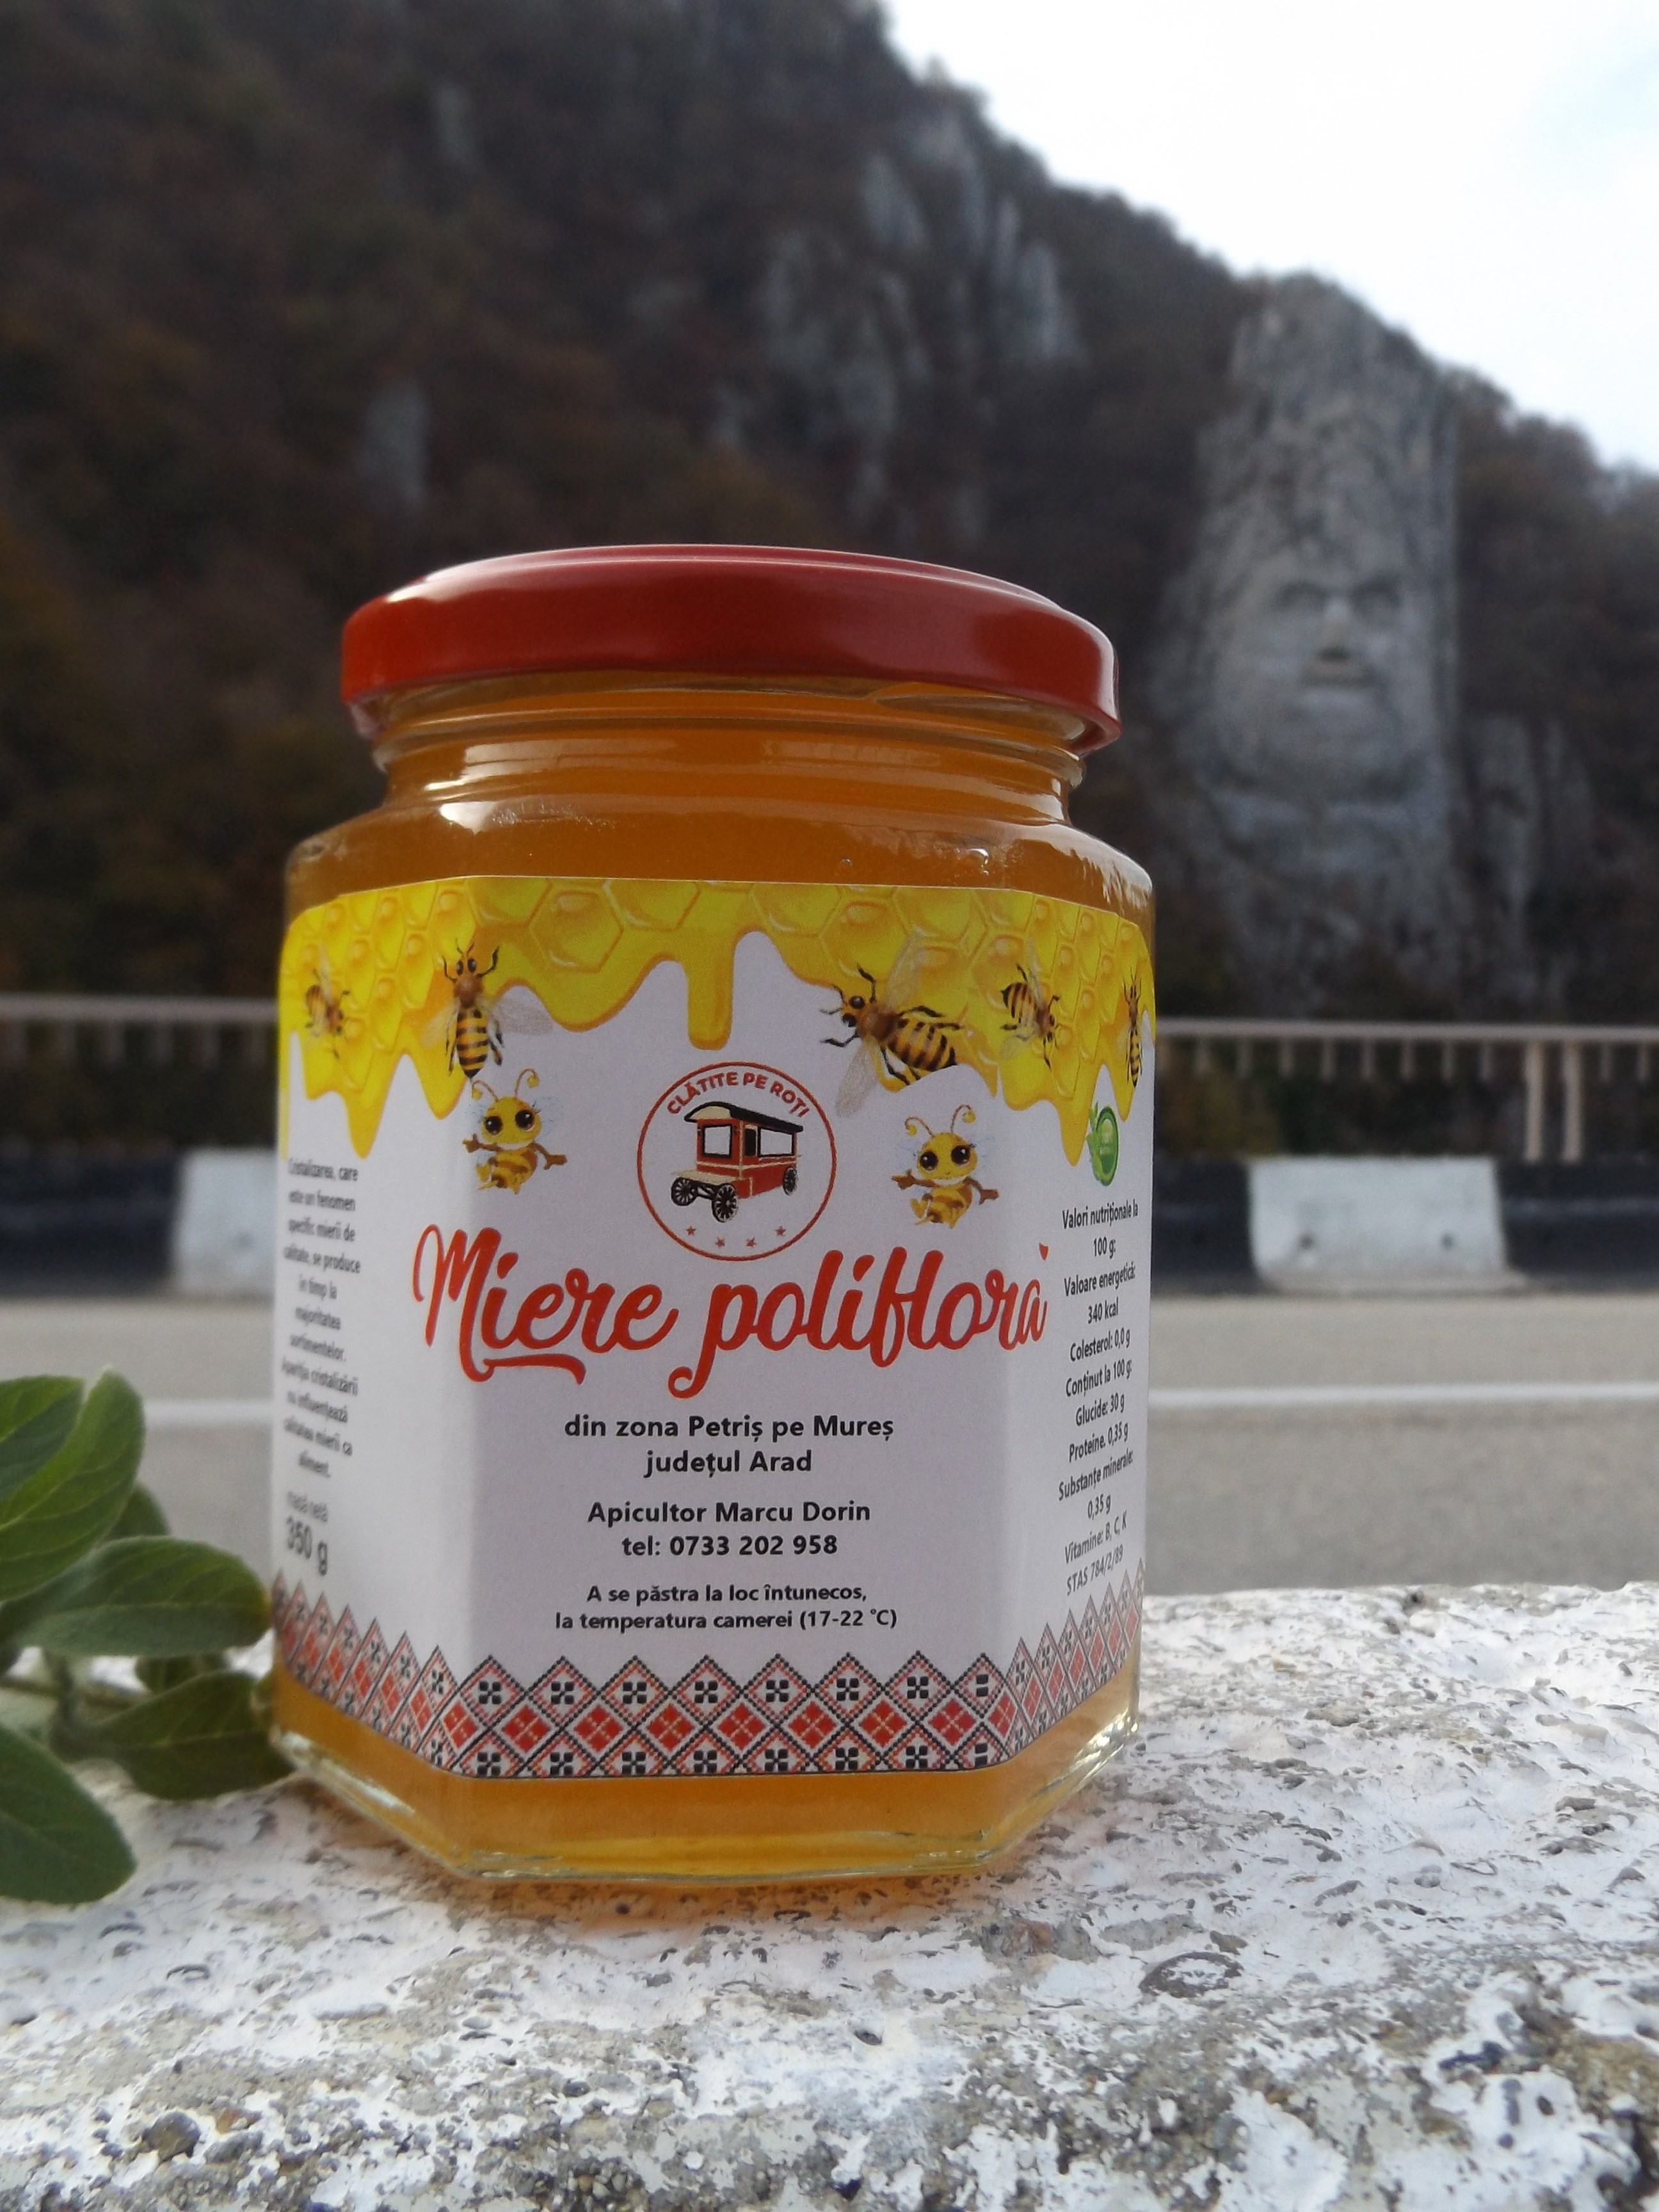 CLĂTITE PE ROȚI
Miere polifloră
din zona Petriș pe Mureș
județul Arad
Apicultor Marcu Dorin
tel: 0733 202 958
A se păstra la loc întunecos,
la temperatura camerei (17-22 °C)
Cristalizarea, care
este un fenomen
specific mierii de
calitate, se produce
în timp la
majoritatea
sortimentelor.
Apariția cristalizării
nu influențează
calitatea mierii ca
aliment.
masă netă
350 g
Valori nutriționale la
100 g:
Valoare energetică:
340 kcal
Colesterol: 0,0 g
Conținut la 100 g:
Glucide: 30 g
Proteine. 0,35 g
Substanțe minerale:
0,35 g
Vitamine: B, C, K
STAS 784/2/89